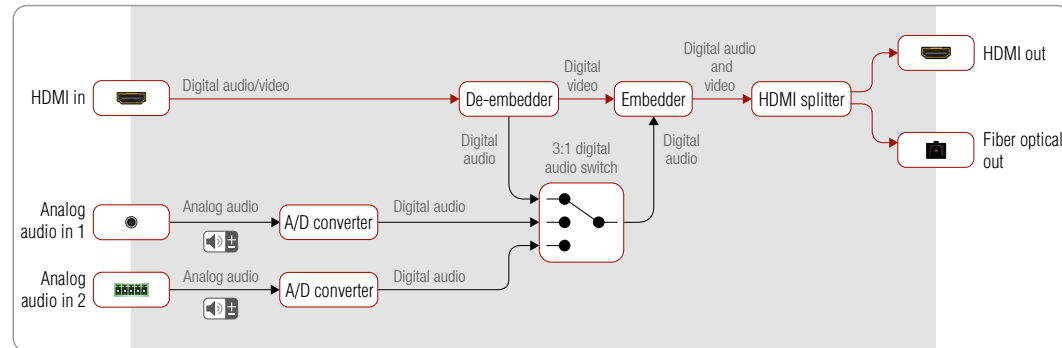 HDMI in
Digital audio/video
De-embedder
Digital
video
Embedder
Digital audio
and
video
HDMI splitter
HDMI out
Fiber optical
out
Digital
audio
3:1 digital
audio switch
Digital
audio
Analog
audio in 1
Analog audio
A/D converter
Digital audio
Analog
audio in 2
Analog audio
A/D converter
Digital audio